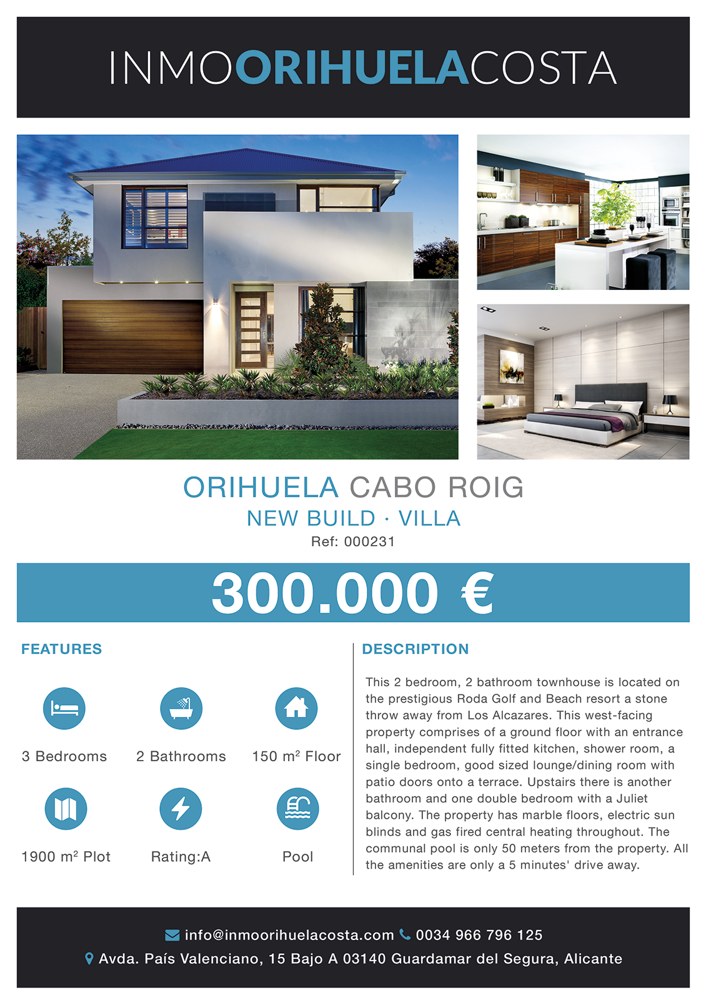 INMOORIHUELACOSTA
ORIHUELA CABO ROIG
NEW BUILD · VILLA
Ref: 000231
300.000 €
FEATURES
3 Bedrooms
2 Bathrooms
150 m² Floor
1900 m² Plot
Rating:A
Pool
DESCRIPTION
This 2 bedroom, 2 bathroom townhouse is located on
the prestigious Roda Golf and Beach resort a stone
throw away from Los Alcazares. This west-facing
property comprises of a ground floor with an entrance
hall, independent fully fitted kitchen, shower room, a
single bedroom, good sized lounge/dining room with
patio doors onto a terrace. Upstairs there is another
bathroom and one double bedroom with a Juliet
balcony. The property has marble floors, electric sun
blinds and gas fired central heating throughout. The
communal pool is only 50 meters from the property. All
the amenities are only a 5 minutes' drive away.
info@inmoorihuelacosta.com 0034 966 796 125
Avda. País Valenciano, 15 Bajo A 03140 Guardamar del Segura, Alicante